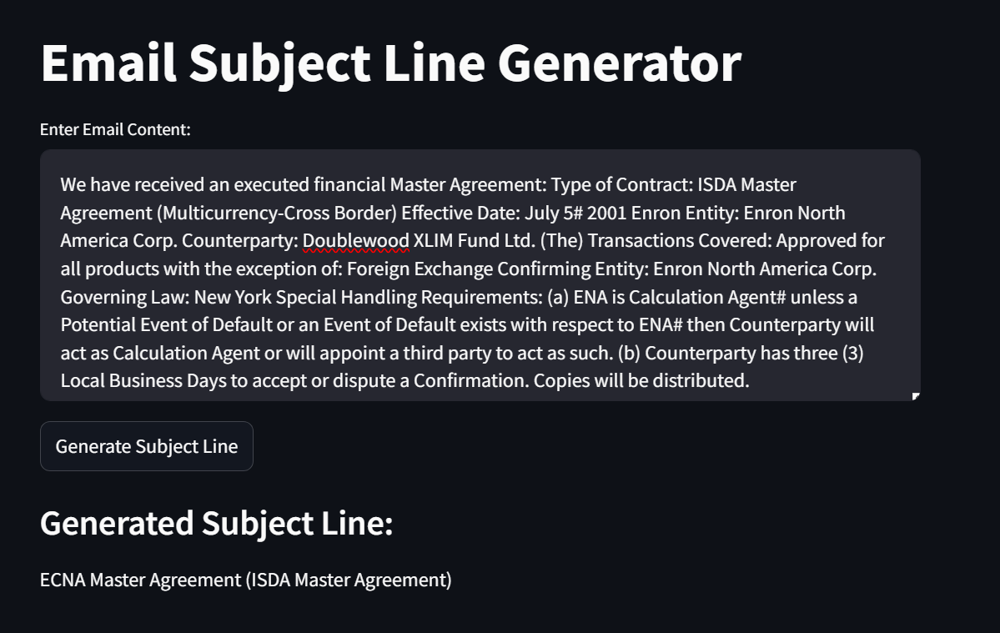 Email Subject Line Generator
Enter Email Content:
We have received an executed financial Master Agreement: Type of Contract: ISDA Master
Agreement (Multicurrency-Cross Border) Effective Date: July 5# 2001 Enron Entity: Enron North
America Corp. Counterparty: Doublewood XLIM Fund Ltd. (The) Transactions Covered: Approved for
all products with the exception of: Foreign Exchange Confirming Entity: Enron North America Corp.
Governing Law: New York Special Handling Requirements: (a) ENA is Calculation Agent# unless a
Potential Event of Default or an Event of Default exists with respect to ENA# then Counterparty will
act as Calculation Agent or will appoint a third party to act as such. (b) Counterparty has three (3)
Local Business Days to accept or dispute a Confirmation. Copies will be distributed.
Generate Subject Line
Generated Subject Line:
ECNA Master Agreement (ISDA Master Agreement)